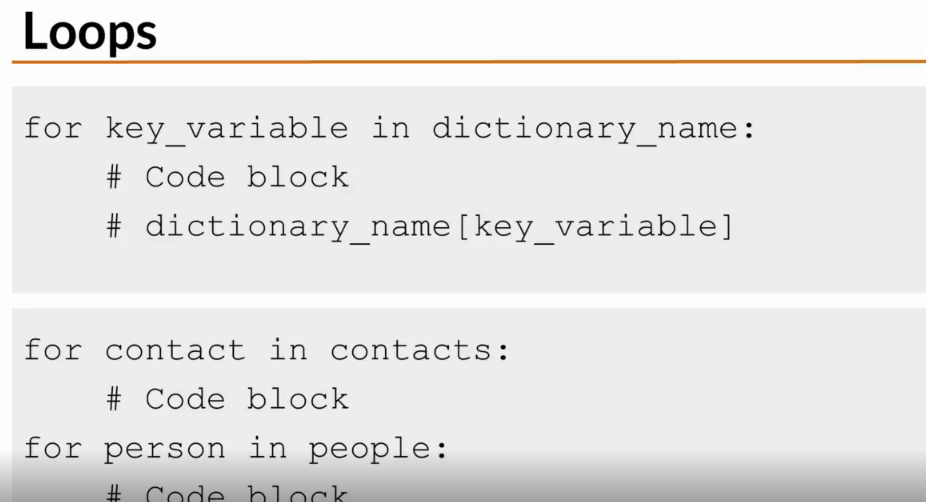 Loops
for key_variable in dictionary_name:
# Code block
# dictionary_name[key_variable]
for contact in contacts:
# Code block
for person in people:
# Code block